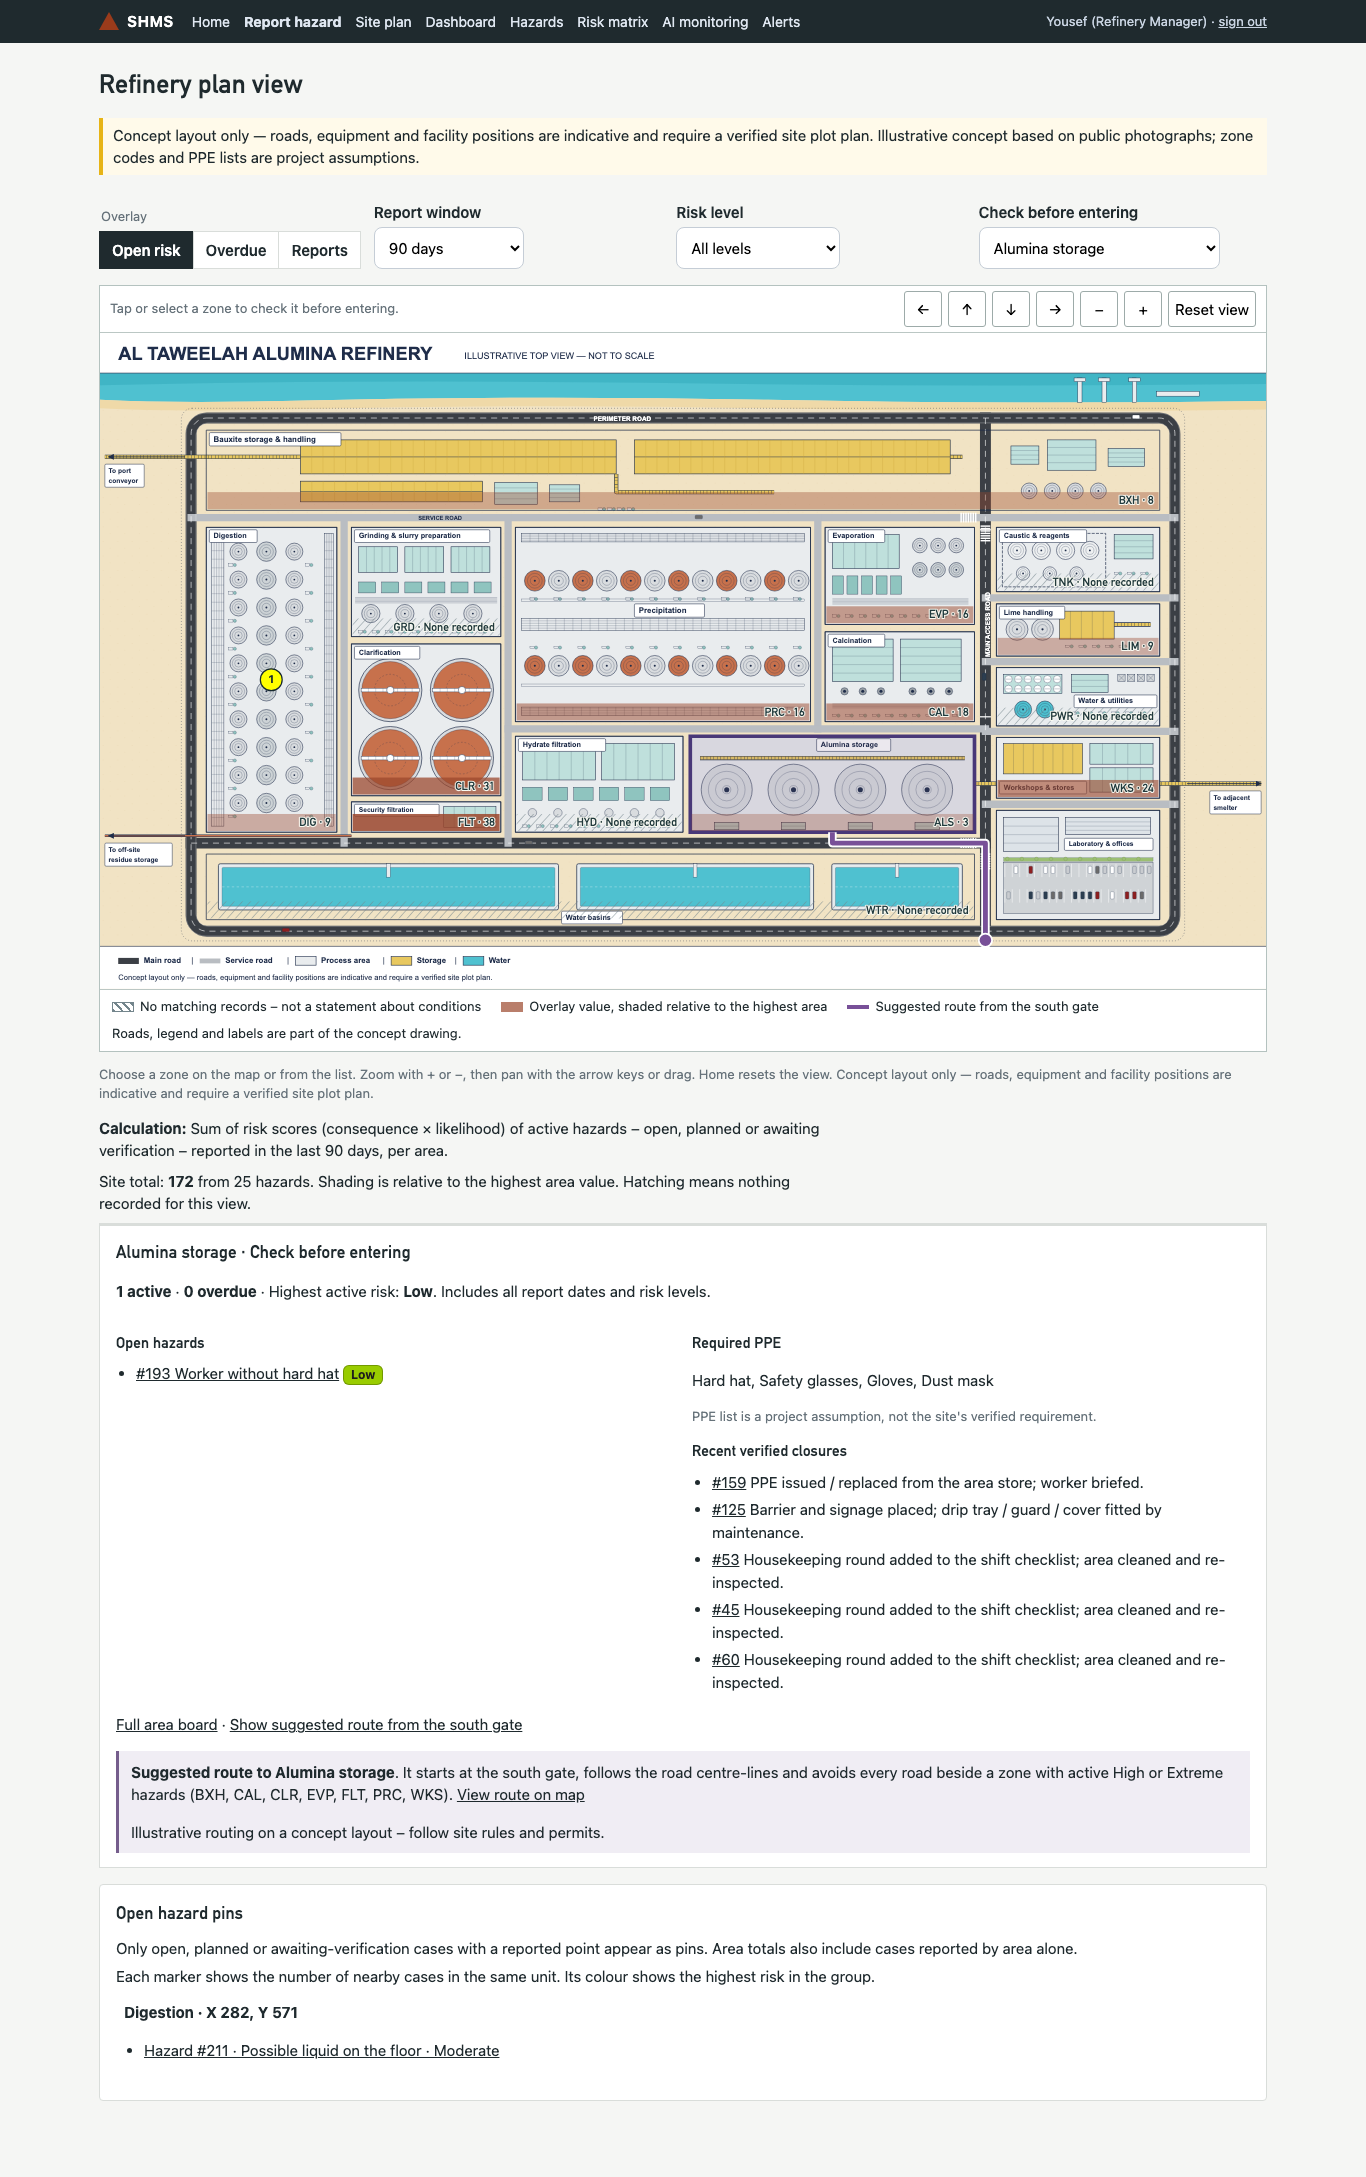 SHMS Home Report hazard Site plan Dashboard Hazards Risk matrix AI monitoring Alerts Yousef (Refinery Manager) · sign out
Refinery plan view
Concept layout only — roads, equipment and facility positions are indicative and require a verified site plot plan. Illustrative concept based on public photographs; zone
codes and PPE lists are project assumptions.
Overlay
Open risk Overdue Reports
Report window
90 days
Risk level
All levels
Check before entering
Alumina storage
Tap or select a zone to check it before entering.
← ↑ ↓ → – + Reset view
AL TAWEELAH ALUMINA REFINERY ILLUSTRATIVE TOP VIEW — NOT TO SCALE
PERIMETER ROAD
Bauxite storage & handling
To port
conveyor
BXH · 8
SERVICE ROAD
Digestion
Grinding & slurry preparation
Evaporation
Caustic & reagents
TNK · None recorded
Precipitation
EVP · 16
Lime handling
LIM · 9
MAIN ACCESS ROAD
GRD · None recorded
Clarification
Calcination
1
Water & utilities
PWR · None recorded
PRC · 16
CAL · 18
Hydrate filtration
Alumina storage
CLR · 31
Workshops & stores
WKS · 24
To adjacent
smelter
Security filtration
DIG · 9
FLT · 38
HYD · None recorded
ALS · 3
To off-site
residue storage
Laboratory & offices
WTR · None recorded
Water basins
Main road | Service road | Process area | Storage | Water
Concept layout only — roads, equipment and facility positions are indicative and require a verified site plot plan.
No matching records – not a statement about conditions Overlay value, shaded relative to the highest area Suggested route from the south gate
Roads, legend and labels are part of the concept drawing.
Choose a zone on the map or from the list. Zoom with + or –, then pan with the arrow keys or drag. Home resets the view. Concept layout only — roads, equipment and facility positions are
indicative and require a verified site plot plan.
Calculation: Sum of risk scores (consequence × likelihood) of active hazards – open, planned or awaiting
verification – reported in the last 90 days, per area.
Site total: 172 from 25 hazards. Shading is relative to the highest area value. Hatching means nothing
recorded for this view.
Alumina storage · Check before entering
1 active · 0 overdue · Highest active risk: Low. Includes all report dates and risk levels.
Open hazards
• #193 Worker without hard hat Low
Required PPE
Hard hat, Safety glasses, Gloves, Dust mask
PPE list is a project assumption, not the site's verified requirement.
Recent verified closures
• #159 PPE issued / replaced from the area store; worker briefed.
• #125 Barrier and signage placed; drip tray / guard / cover fitted by
maintenance.
• #53 Housekeeping round added to the shift checklist; area cleaned and re-
inspected.
• #45 Housekeeping round added to the shift checklist; area cleaned and re-
inspected.
• #60 Housekeeping round added to the shift checklist; area cleaned and re-
inspected.
Full area board · Show suggested route from the south gate
Suggested route to Alumina storage. It starts at the south gate, follows the road centre-lines and avoids every road beside a zone with active High or Extreme
hazards (BXH, CAL, CLR, EVP, FLT, PRC, WKS). View route on map
Illustrative routing on a concept layout – follow site rules and permits.
Open hazard pins
Only open, planned or awaiting-verification cases with a reported point appear as pins. Area totals also include cases reported by area alone.
Each marker shows the number of nearby cases in the same unit. Its colour shows the highest risk in the group.
Digestion · X 282, Y 571
• Hazard #211 · Possible liquid on the floor · Moderate